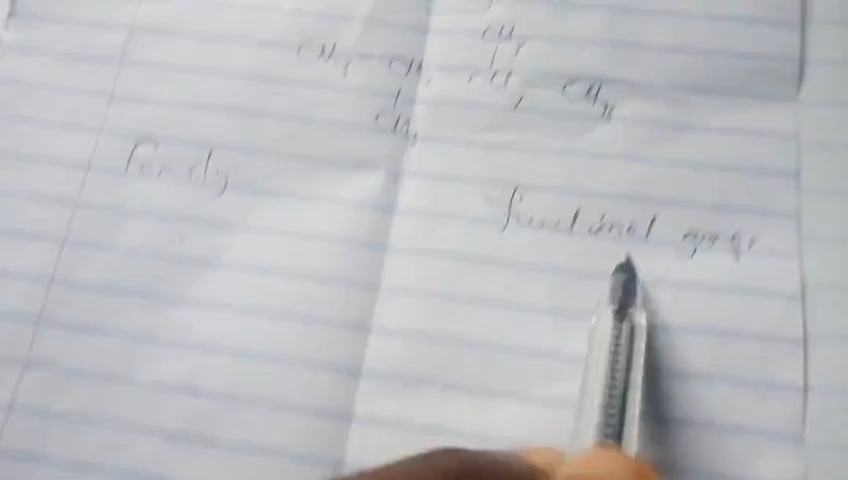 CH3
CH3 CH CH CH3
CH3
Family
functional group